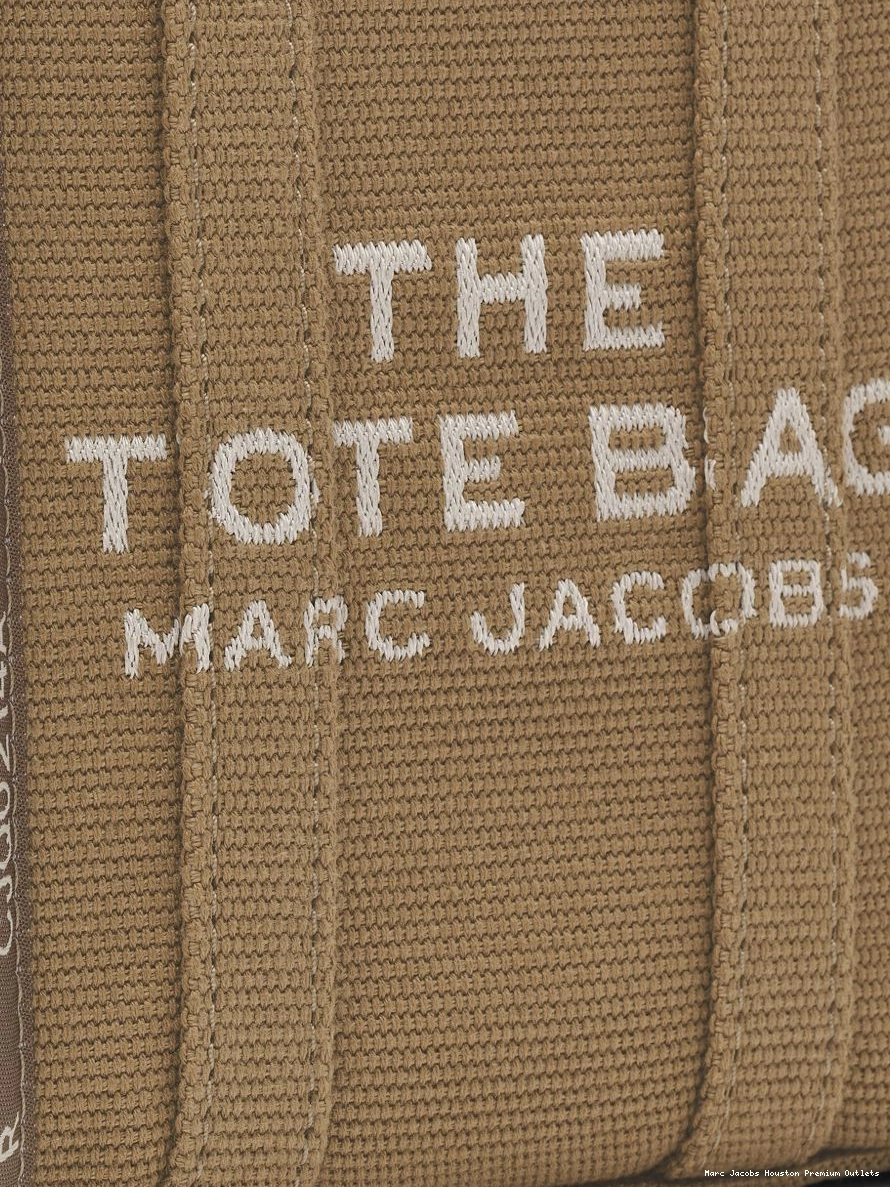 THE
TOTE BAG
MARC JACOBS
Marc Jacobs Houston Premium Outlets